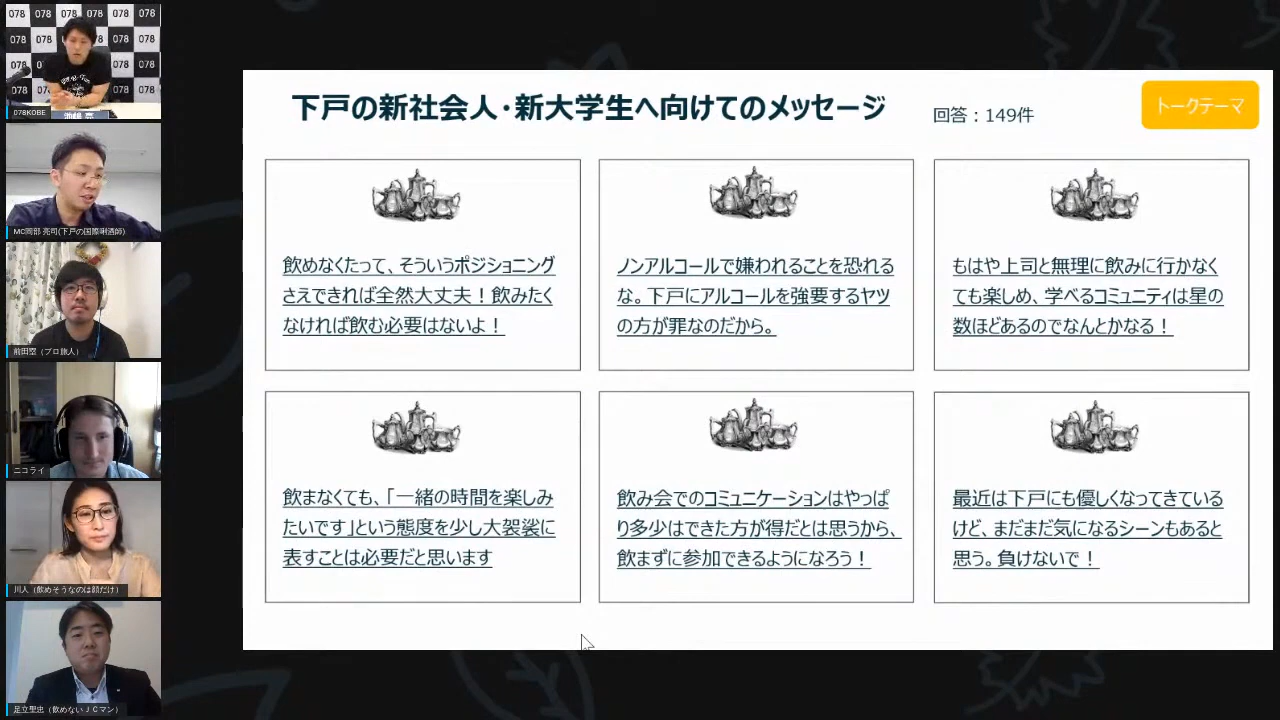 078 078 078 078 078 078
078 078 078
078 078 078
078 078 078
078KOBE
MC岡部 亮司(下戸の国際唎酒師)
前田塁（プロ旅人）
ニコライ
川人（飲めそうなのは顔だけ）
足立聖忠（飲めないＪＣマン）
下戸の新社会人・新大学生へ向けてのメッセージ
回答：149件
トークテーマ
飲めなくたって、そういうポジショニング
さえできれば全然大丈夫！飲みたく
なければ飲む必要はないよ！
ノンアルコールで嫌われることを恐れる
な。下戸にアルコールを強要するヤツ
の方が罪なのだから。
もはや上司と無理に飲みに行かなく
ても楽しめ、学べるコミュニティは星の
数ほどあるのでなんとかなる！
飲まなくても、「一緒の時間を楽しみ
たいです」という態度を少し大袈裟に
表すことは必要だと思います
飲み会でのコミュニケーションはやっぱ
り多少はできた方が得だとは思うから、
飲まずに参加できるようになろう！
最近は下戸にも優しくなってきている
けど、まだまだ気になるシーンもあると
思う。負けないで！